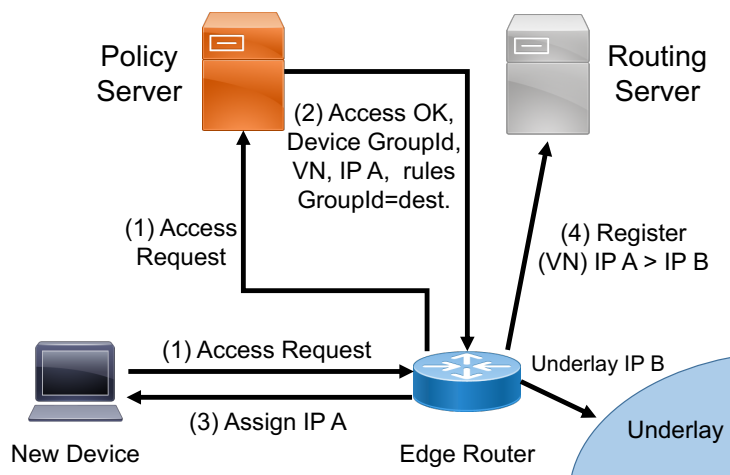 Policy
Server
Routing
Server
(2) Access OK,
Device GroupId,
VN, IP A, rules
GroupId=dest.
(1) Access
Request
(4) Register
(VN) IP A > IP B
(1) Access Request
(3) Assign IP A
Underlay IP B
Underlay
New Device
Edge Router